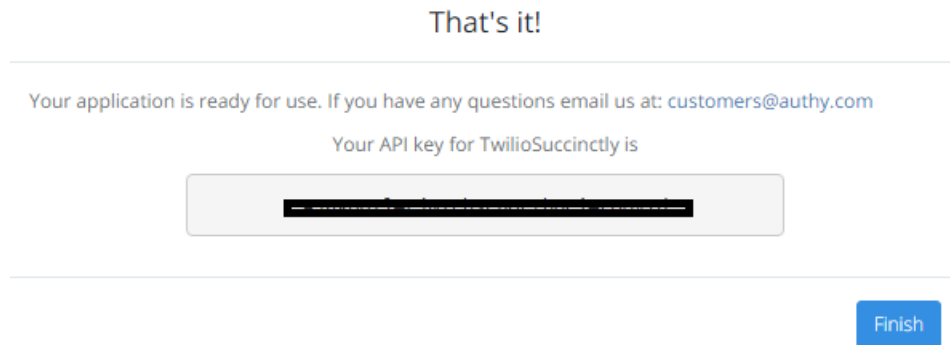 That's it!
Your application is ready for use. If you have any questions email us at: customers@authy.com
Your API key for TwilioSuccinctly is
Finish